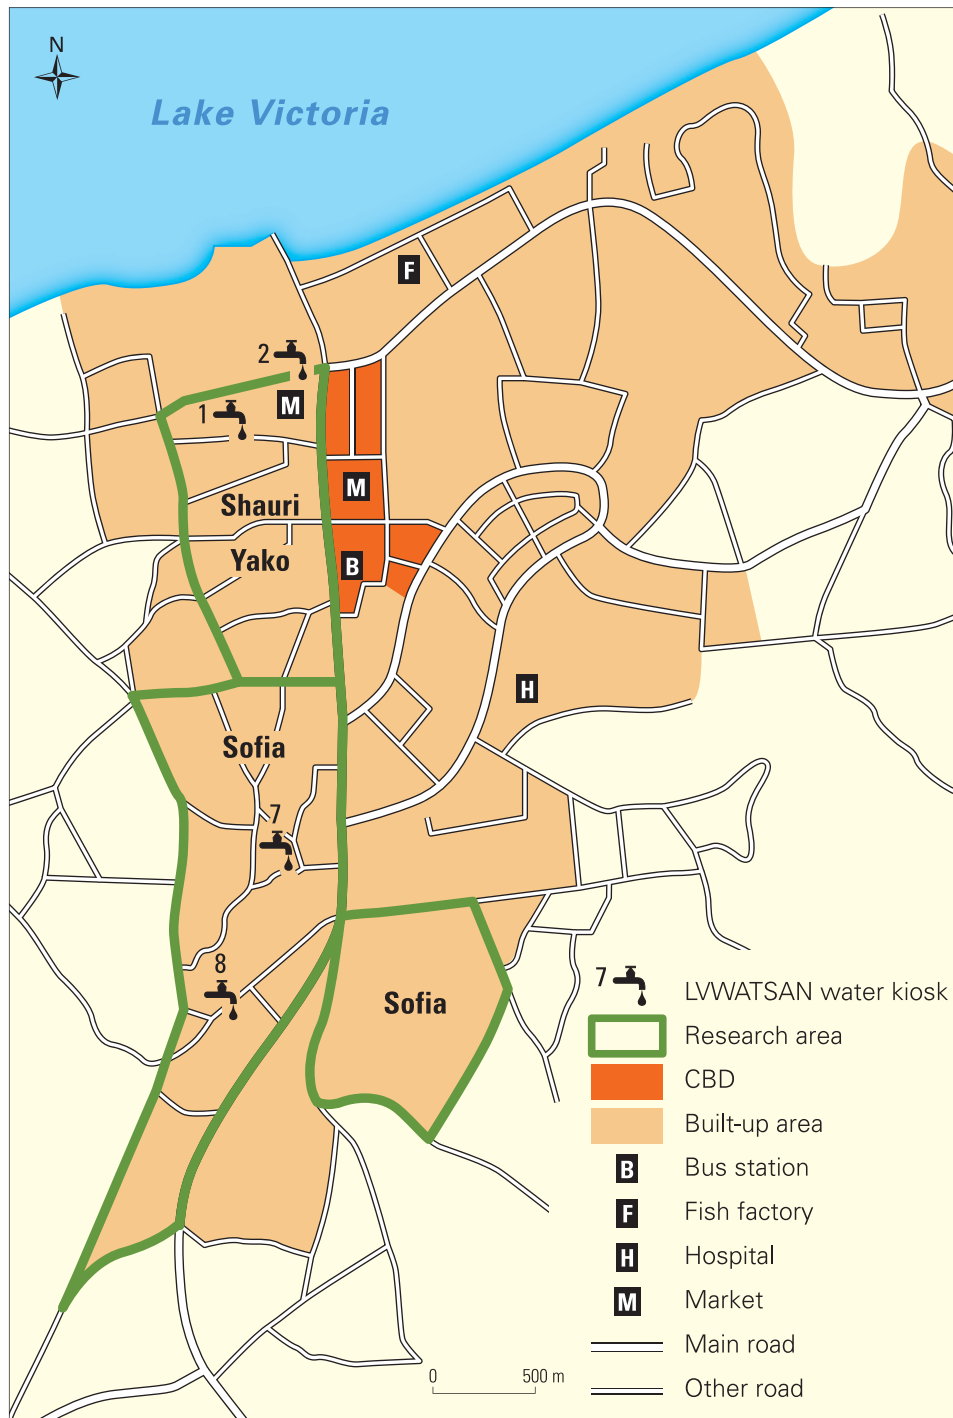 N
Lake Victoria
F
2
M
1
M
Shauri
Yako
B
H
Sofia
7
8
Sofia
7 LVWATSAN water kiosk
Research area
CBD
Built-up area
B Bus station
F Fish factory
H Hospital
M Market
Main road
Other road
0 500 m